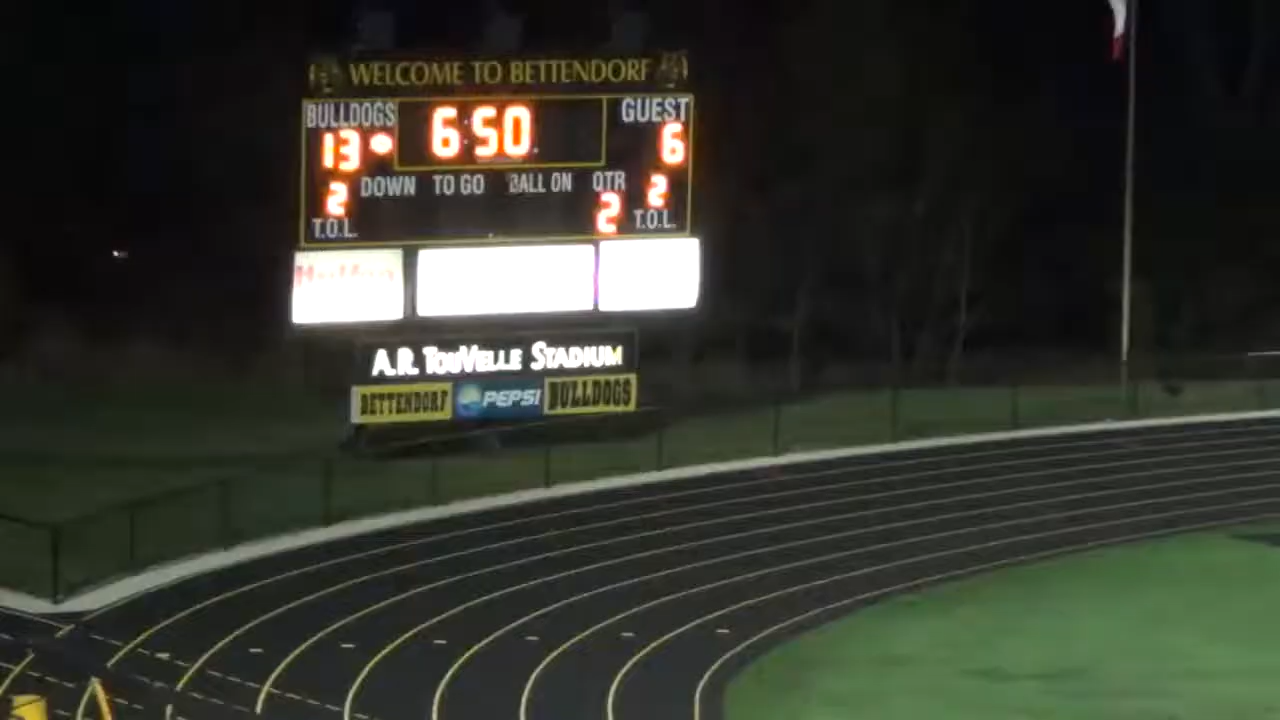 WELCOME TO BETTENDORF
BULLDOGS 6:50 GUEST
13 6
2 DOWN TO GO BALL ON QTR 2
T.O.L. 2 T.O.L.
A.R. TOUVELLE STADIUM
BETTENDORF PEPSI BULLDOGS